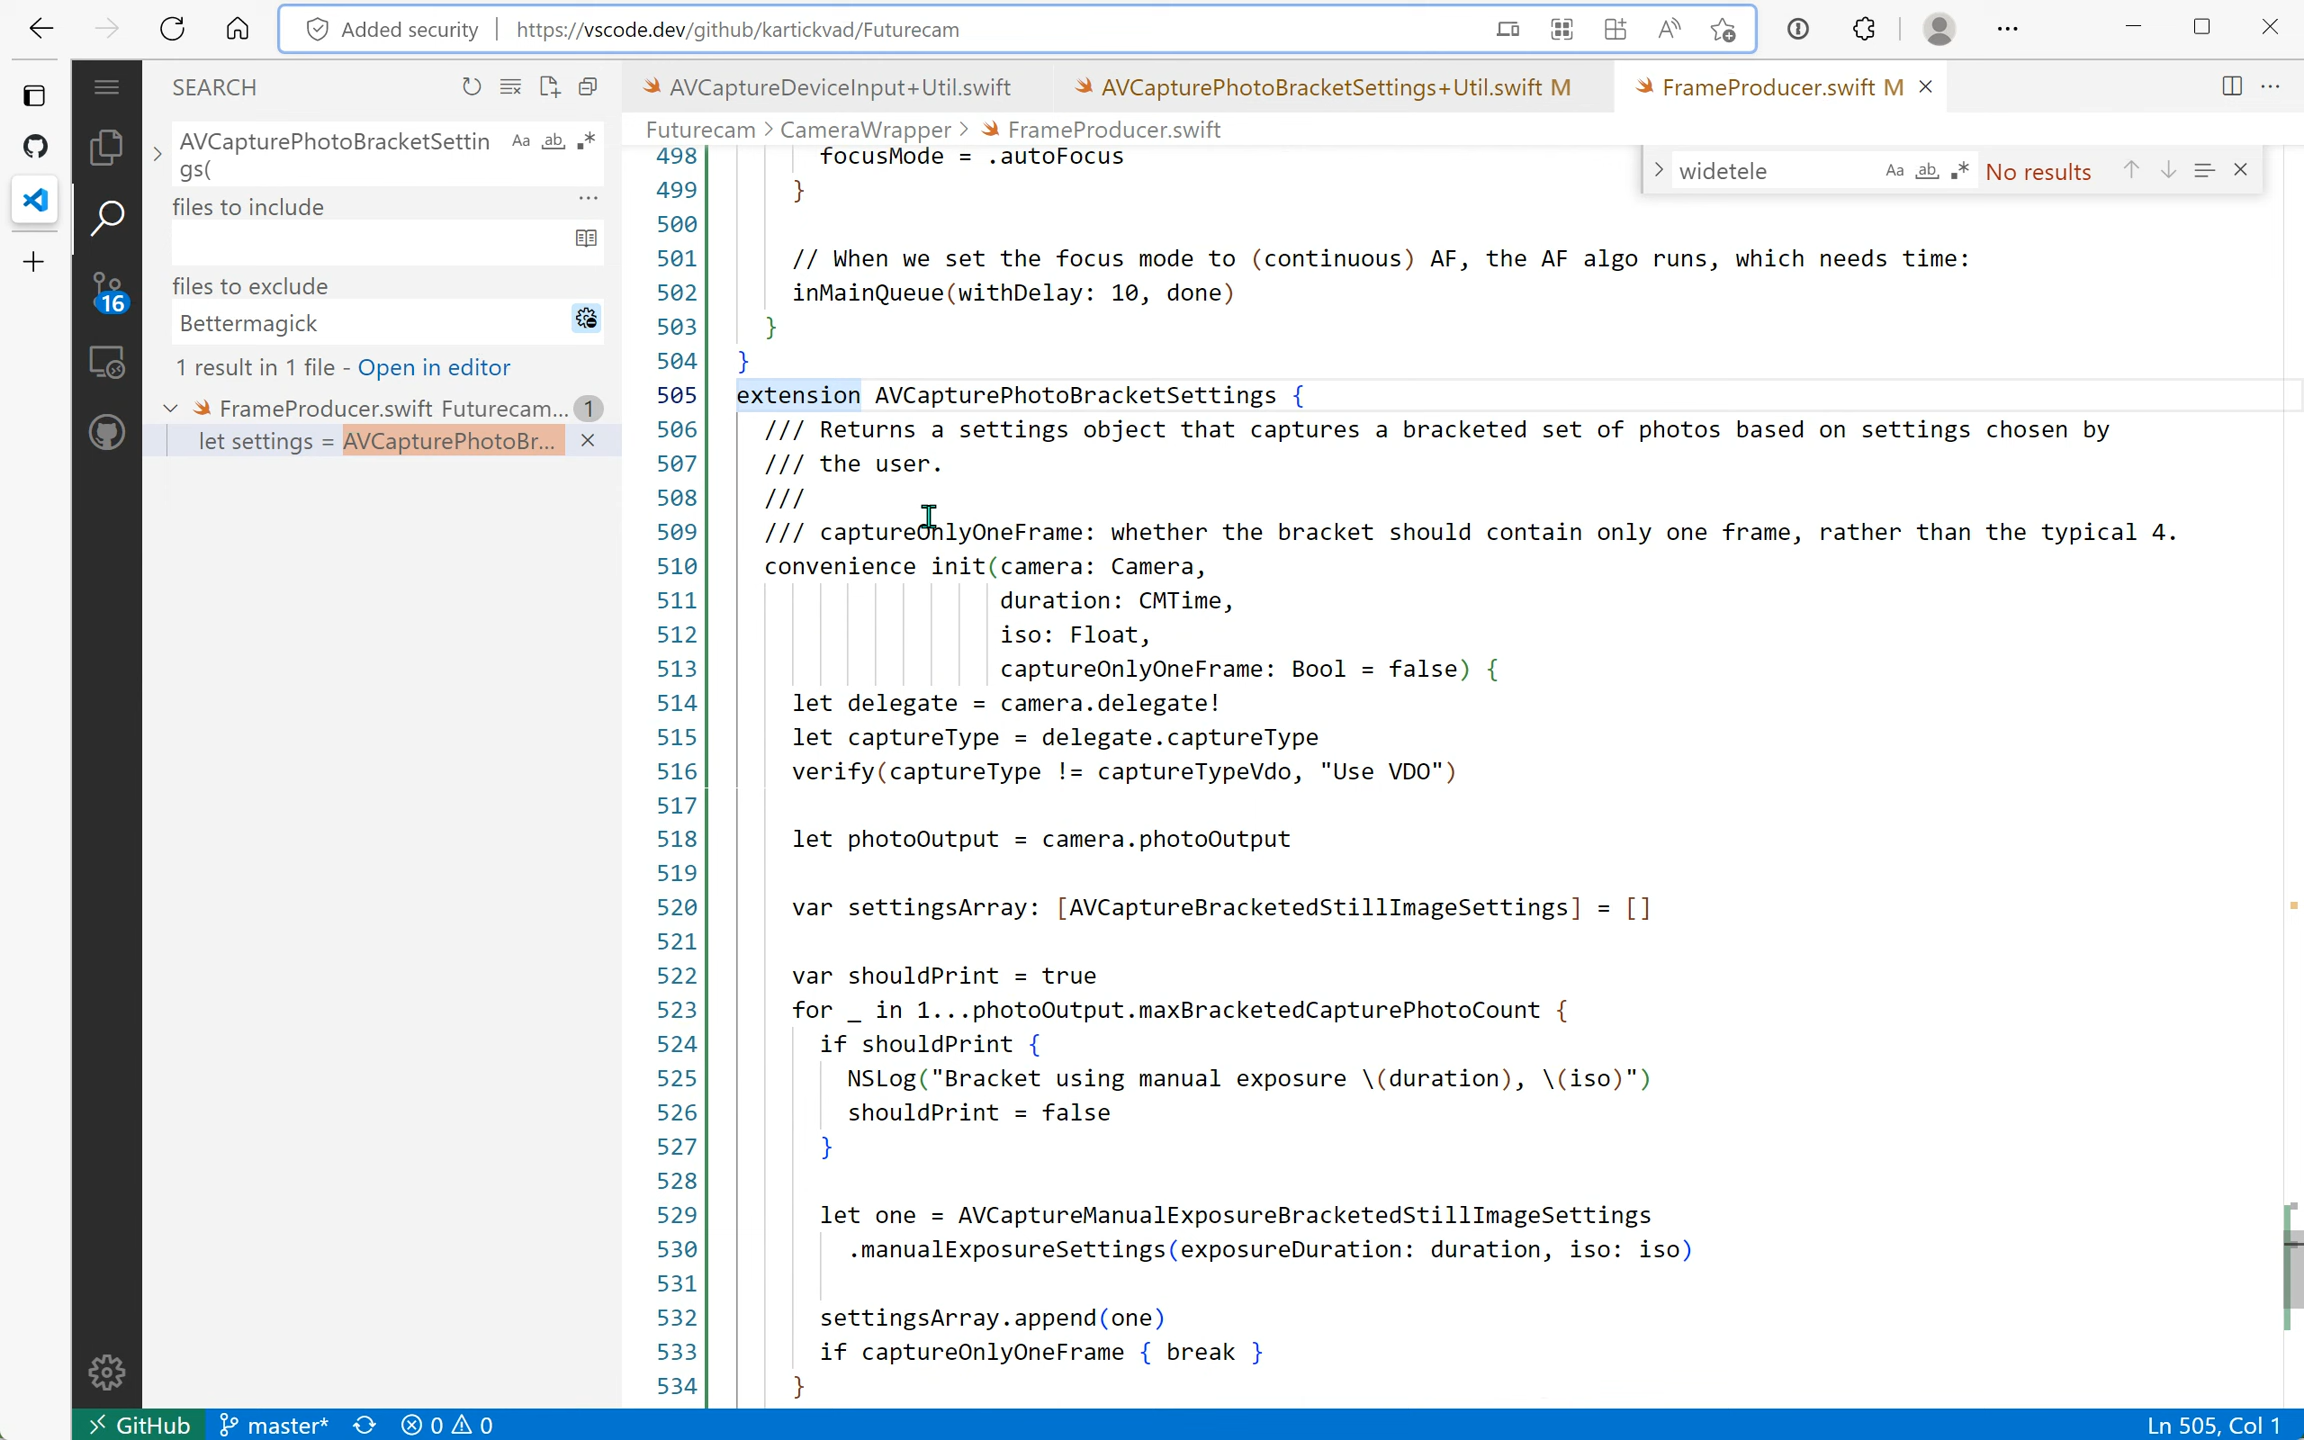 Added security | https://vscode.dev/github/kartickvad/Futurecam
SEARCH
AVCapturePhotoBracketSettin
gs(
Aa ab .*
files to include
files to exclude
Bettermagick
1 result in 1 file - Open in editor
FrameProducer.swift Futurecam... 1
let settings = AVCapturePhotoBr...
16
AVCaptureDeviceInput+Util.swift
AVCapturePhotoBracketSettings+Util.swift M
FrameProducer.swift M
Futurecam > CameraWrapper > FrameProducer.swift
widetele Aa ab .* No results
498 focusMode = .autoFocus
499 }
500
501 // When we set the focus mode to (continuous) AF, the AF algo runs, which needs time:
502 inMainQueue(withDelay: 10, done)
503 }
504 }
505 extension AVCapturePhotoBracketSettings {
506 /// Returns a settings object that captures a bracketed set of photos based on settings chosen by
507 /// the user.
508 ///
509 /// captureOnlyOneFrame: whether the bracket should contain only one frame, rather than the typical 4.
510 convenience init(camera: Camera,
511 duration: CMTime,
512 iso: Float,
513 captureOnlyOneFrame: Bool = false) {
514 let delegate = camera.delegate!
515 let captureType = delegate.captureType
516 verify(captureType != captureTypeVdo, "Use VDO")
517
518 let photoOutput = camera.photoOutput
519
520 var settingsArray: [AVCaptureBracketedStillImageSettings] = []
521
522 var shouldPrint = true
523 for _ in 1...photoOutput.maxBracketedCapturePhotoCount {
524 if shouldPrint {
525 NSLog("Bracket using manual exposure \(duration), \(iso)")
526 shouldPrint = false
527 }
528
529 let one = AVCaptureManualExposureBracketedStillImageSettings
530 .manualExposureSettings(exposureDuration: duration, iso: iso)
531
532 settingsArray.append(one)
533 if captureOnlyOneFrame { break }
534 }
GitHub master* 0 0 Ln 505, Col 1